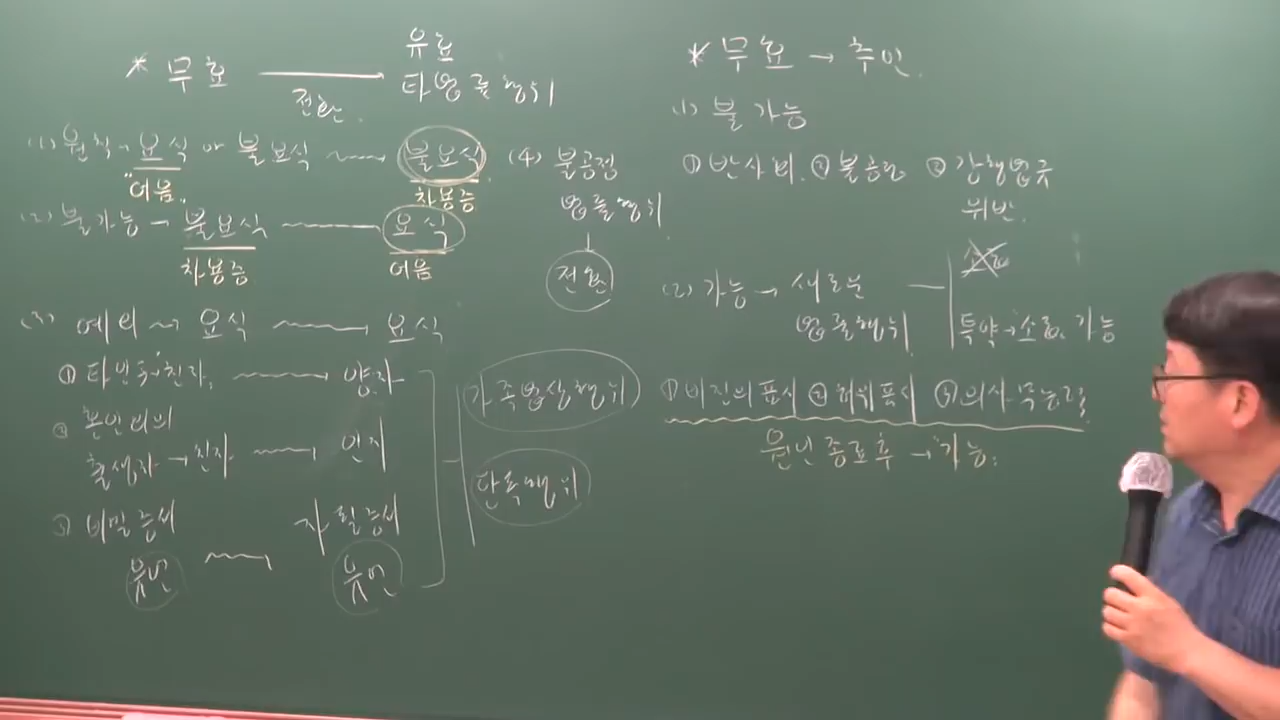 * 무효 → 유효
전환. 타법률행위
(1) 원칙 → 요식 or 불요식 → 불요식
"어음" 차용증
(2) 불가능 → 불요식 → 요식
차용증 어음
(3) 예외 → 요식 → 요식
① 타인 친자 → 양자
② 혼인외의
출생자 → 친자 → 인지
③ 비밀증서 → 자필증서
유언 유언
가족법상행위
단독행위
(4) 불공정
법률행위
전환
* 무효 → 추인.
(1) 불가능
① 반사회. ② 불공정 ③ 강행법규
위반.
(2) 가능 → 새로운
법률행위
소급
특약 → 소급 가능
① 비진의표시 ② 허위표시 ③ 의사무능력
원인 종료후 → 가능.